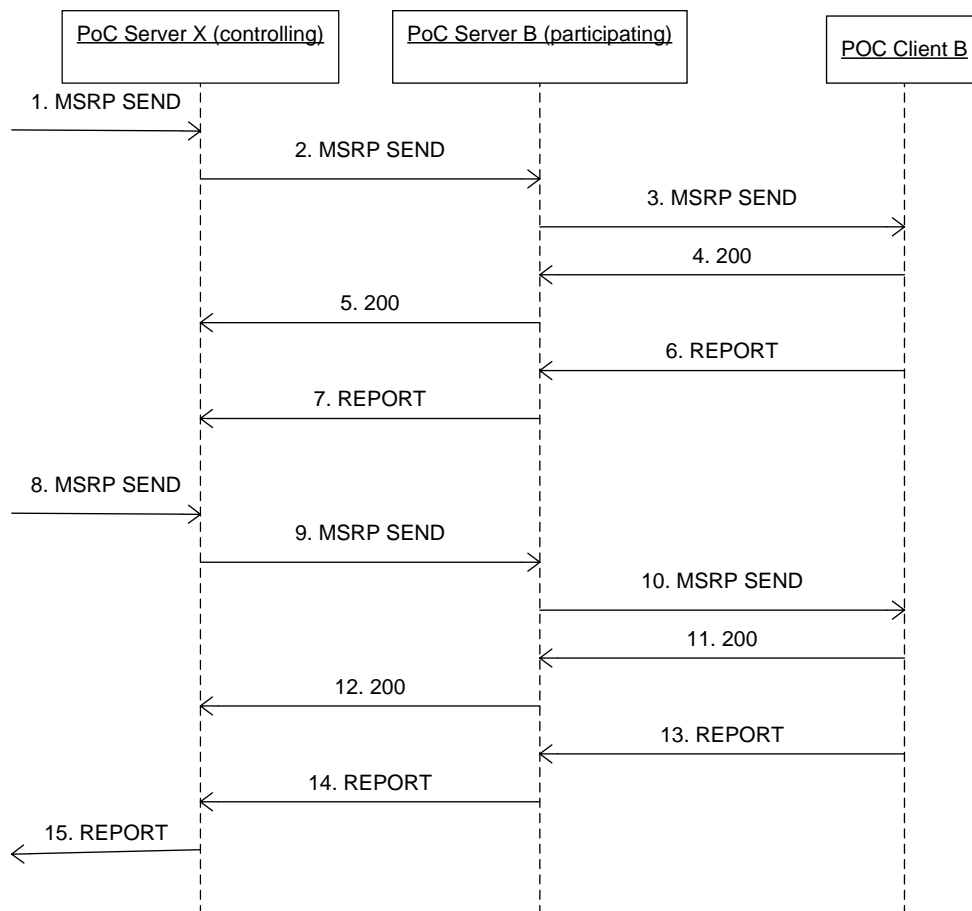 PoC Server X (controlling)
PoC Server B (participating)
POC Client B
1. MSRP SEND
2. MSRP SEND
3. MSRP SEND
4. 200
5. 200
6. REPORT
7. REPORT
8. MSRP SEND
9. MSRP SEND
10. MSRP SEND
11. 200
12. 200
13. REPORT
14. REPORT
15. REPORT